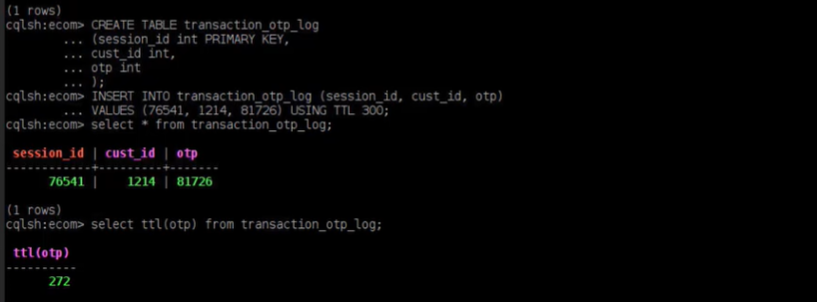 (1 rows)
cqlsh:ecom> CREATE TABLE transaction_otp_log
... (session_id int PRIMARY KEY,
... cust_id int,
... otp int
... );
cqlsh:ecom> INSERT INTO transaction_otp_log (session_id, cust_id, otp)
... VALUES (76541, 1214, 81726) USING TTL 300;
cqlsh:ecom> select * from transaction_otp_log;
session_id | cust_id | otp
------------+---------+-------
76541 | 1214 | 81726
(1 rows)
cqlsh:ecom> select ttl(otp) from transaction_otp_log;
ttl(otp)
----------
272